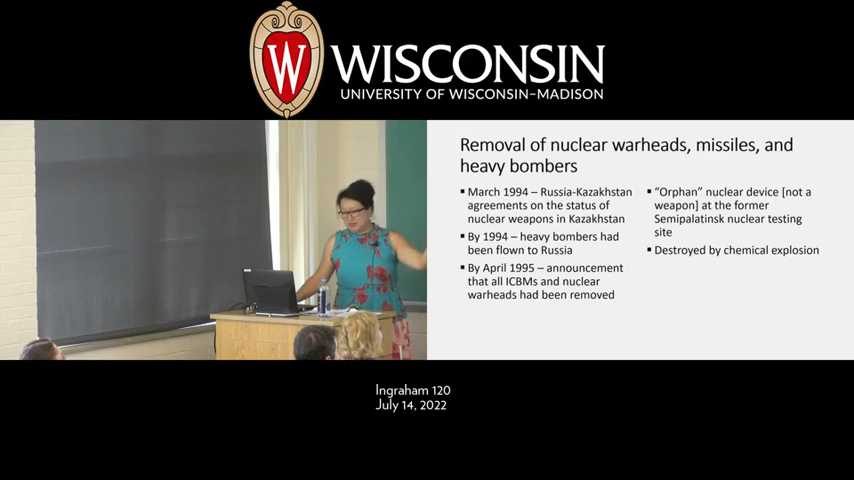 W
WISCONSIN
UNIVERSITY OF WISCONSIN–MADISON
Removal of nuclear warheads, missiles, and
heavy bombers
▪ March 1994 – Russia-Kazakhstan
agreements on the status of
nuclear weapons in Kazakhstan
▪ By 1994 – heavy bombers had
been flown to Russia
▪ By April 1995 – announcement
that all ICBMs and nuclear
warheads had been removed
▪ “Orphan” nuclear device [not a
weapon] at the former
Semipalatinsk nuclear testing
site
▪ Destroyed by chemical explosion
Ingraham 120
July 14, 2022